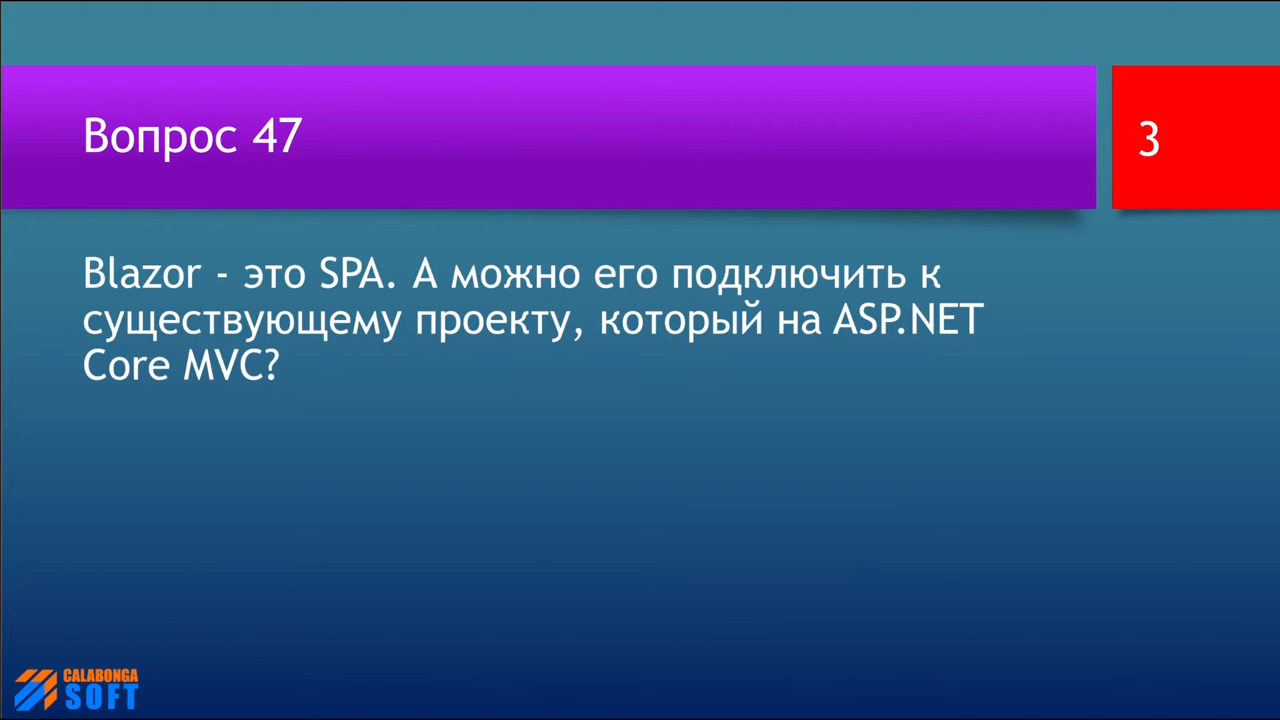 Вопрос 47
3
Blazor - это SPA. А можно его подключить к
существующему проекту, который на ASP.NET
Core MVC?
CALABONGA
SOFT